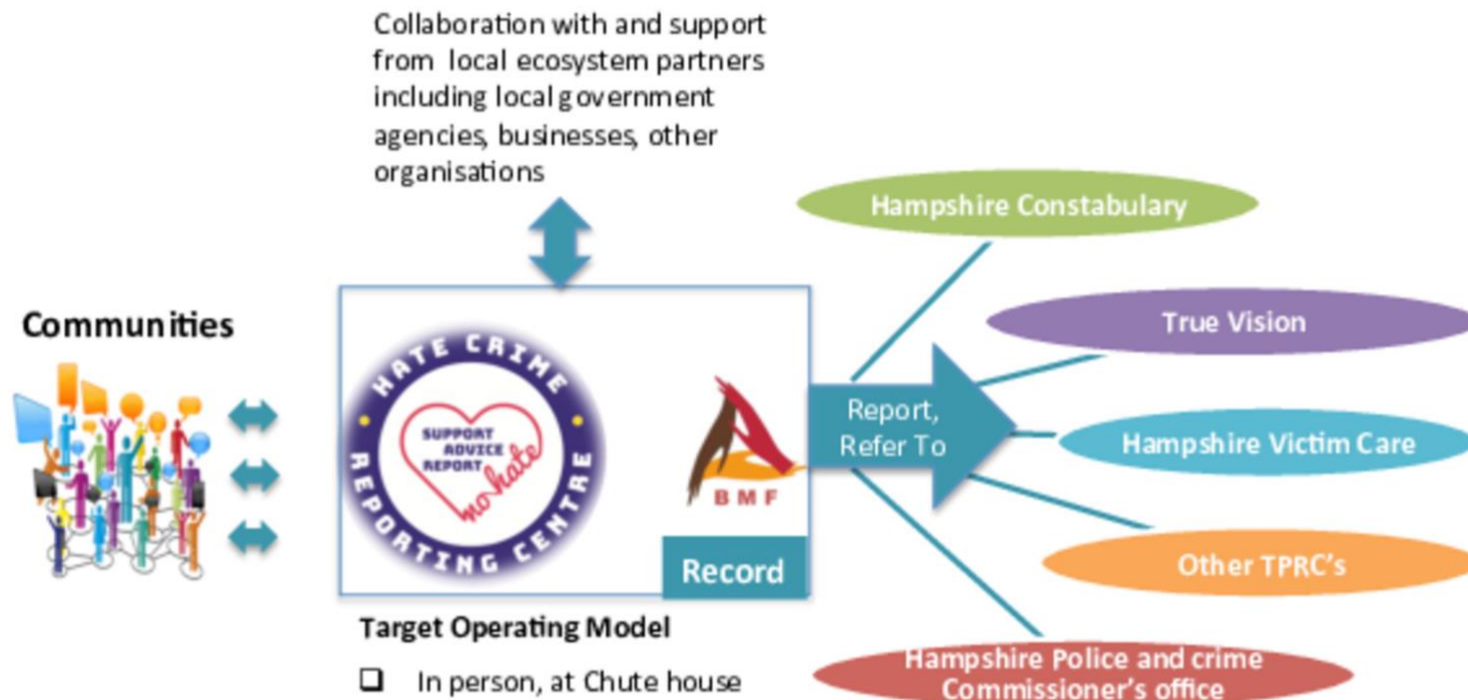 Collaboration with and support
from local ecosystem partners
including local government
agencies, businesses, other
organisations
Hampshire Constabulary
Communities
True Vision
HATE CRIME
REPORTING CENTRE
SUPPORT
ADVICE
REPORT
no hate
BMF
Record
Report,
Refer To
Hampshire Victim Care
Other TPRC's
Hampshire Police and crime
Commissioner's office
Target Operating Model
In person, at Chute house